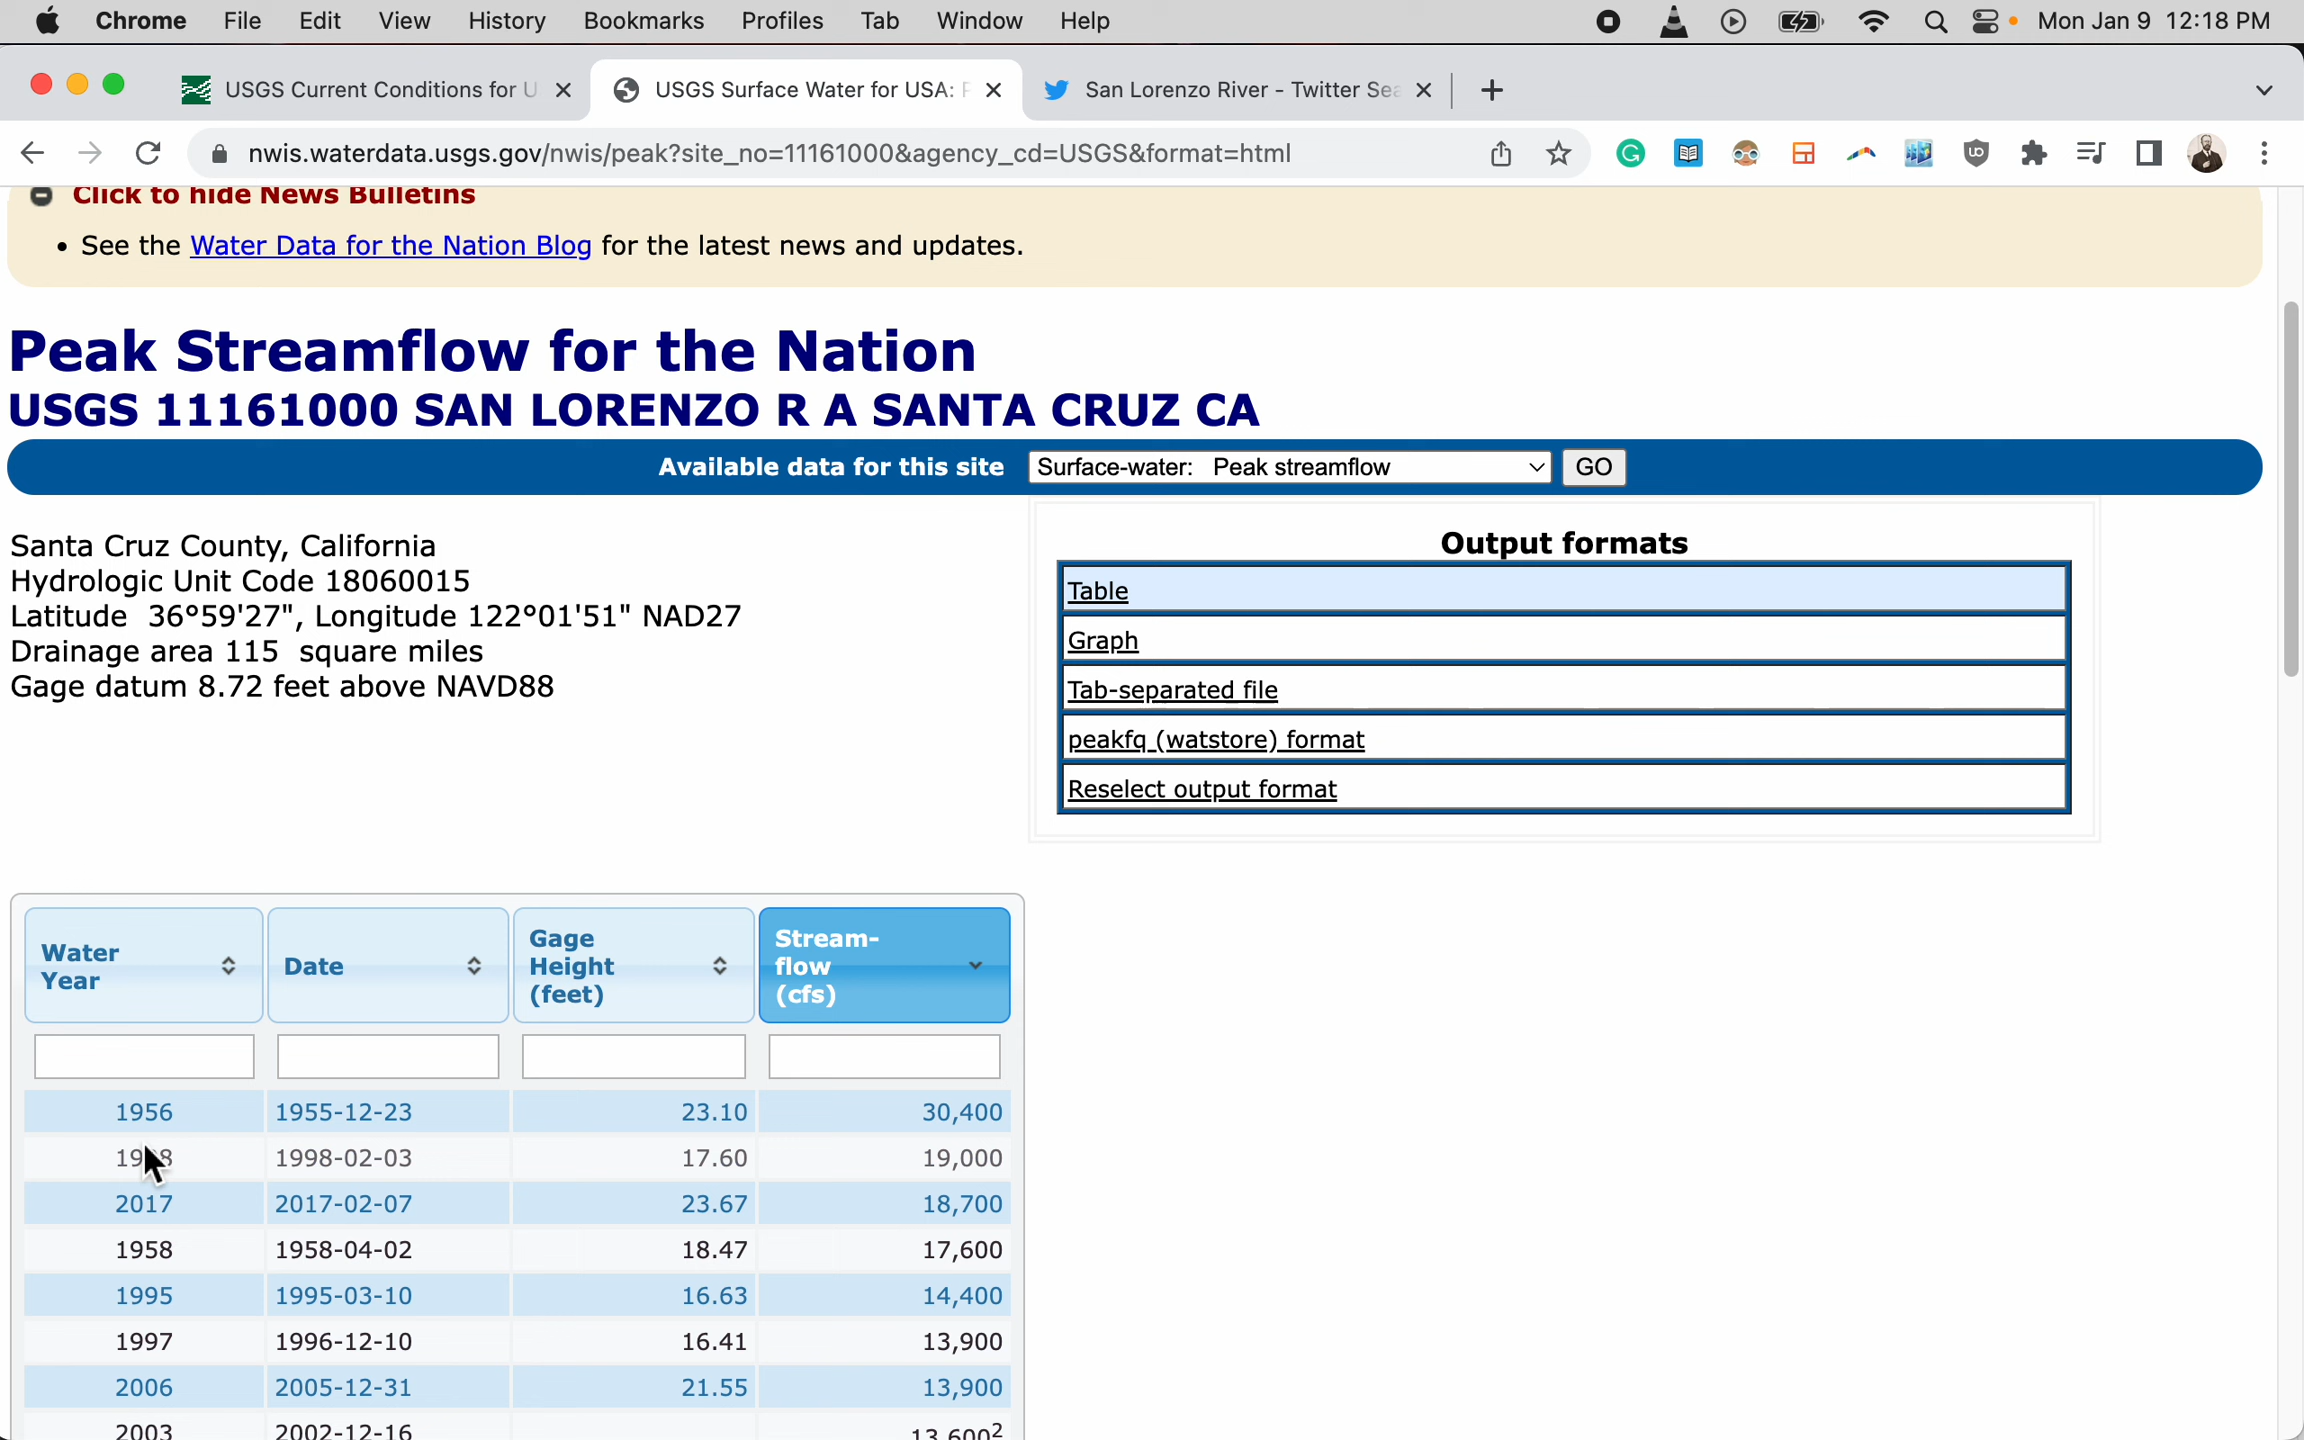 Chrome File Edit View History Bookmarks Profiles Tab Window Help Mon Jan 9 12:18 PM
USGS Current Conditions for U USGS Surface Water for USA: P San Lorenzo River - Twitter Sea
nwis.waterdata.usgs.gov/nwis/peak?site_no=11161000&agency_cd=USGS&format=html
Click to hide News Bulletins
• See the Water Data for the Nation Blog for the latest news and updates.
Peak Streamflow for the Nation
USGS 11161000 SAN LORENZO R A SANTA CRUZ CA
Available data for this site Surface-water: Peak streamflow GO
Santa Cruz County, California
Hydrologic Unit Code 18060015
Latitude 36°59'27", Longitude 122°01'51" NAD27
Drainage area 115 square miles
Gage datum 8.72 feet above NAVD88
Output formats
Table
Graph
Tab-separated file
peakfq (watstore) format
Reselect output format
Water Year
Date
Gage Height (feet)
Stream-flow (cfs)
1956 1955-12-23 23.10 30,400
1998-02-03 17.60 19,000
2017 2017-02-07 23.67 18,700
1958 1958-04-02 18.47 17,600
1995 1995-03-10 16.63 14,400
1997 1996-12-10 16.41 13,900
2006 2005-12-31 21.55 13,900
2003 2002-12-16 13,600²